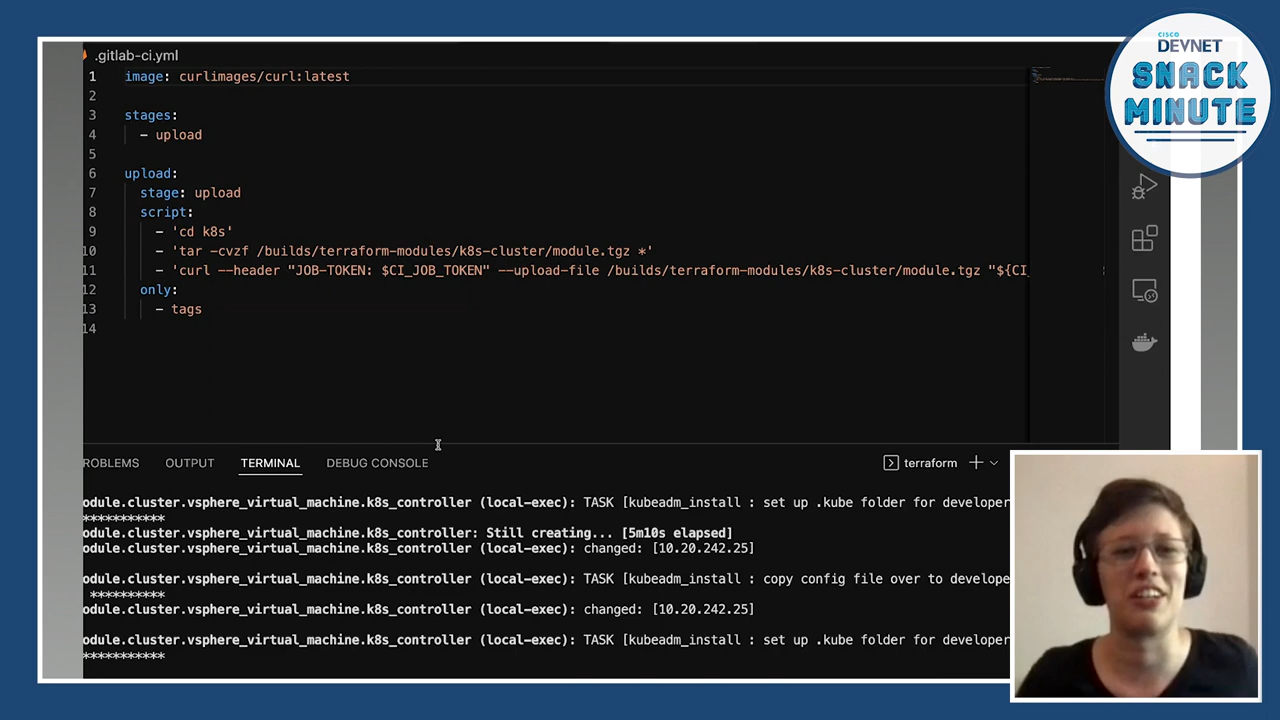 .gitlab-ci.yml
CISCO
DEVNET
SNACK
MINUTE
1 image: curlimages/curl:latest
2
3 stages:
4 - upload
5
6 upload:
7 stage: upload
8 script:
9 - 'cd k8s'
10 - 'tar -cvzf /builds/terraform-modules/k8s-cluster/module.tgz *'
11 - 'curl --header "JOB-TOKEN: $CI_JOB_TOKEN" --upload-file /builds/terraform-modules/k8s-cluster/module.tgz "${CI_
12 only:
13 - tags
14
ROBLEMS OUTPUT TERMINAL DEBUG CONSOLE terraform
odule.cluster.vsphere_virtual_machine.k8s_controller (local-exec): TASK [kubeadm_install : set up .kube folder for developer
***********
odule.cluster.vsphere_virtual_machine.k8s_controller: Still creating... [5m10s elapsed]
odule.cluster.vsphere_virtual_machine.k8s_controller (local-exec): changed: [10.20.242.25]
odule.cluster.vsphere_virtual_machine.k8s_controller (local-exec): TASK [kubeadm_install : copy config file over to develope
**********
odule.cluster.vsphere_virtual_machine.k8s_controller (local-exec): changed: [10.20.242.25]
odule.cluster.vsphere_virtual_machine.k8s_controller (local-exec): TASK [kubeadm_install : set up .kube folder for developer
***********